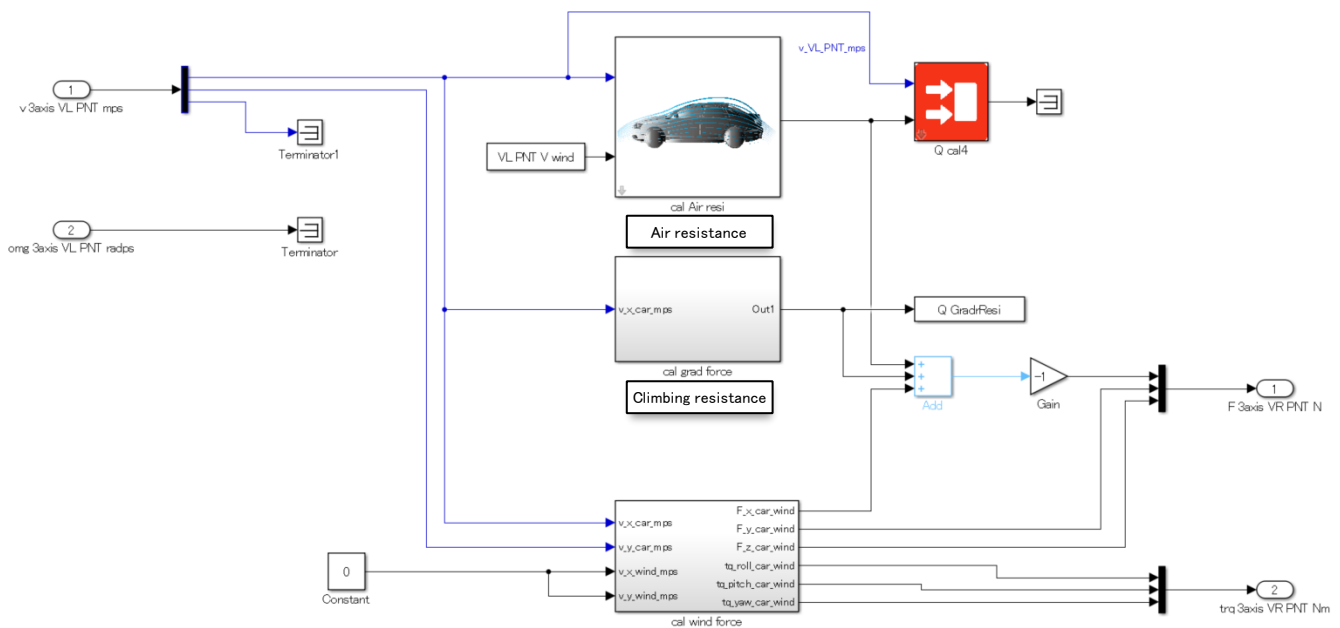 v_VL_PNT_mps
1
v 3axis VL PNT mps
Terminator1
VL PNT V wind
Q cal4
cal Air resi
Air resistance
2
omg 3axis VL PNT radps
Terminator
v_x_car_mps
Out1
Q GradrResi
cal grad force
Climbing resistance
+
+
+
Add
-1
Gain
1
F 3axis VR PNT N
v_x_car_mps
v_y_car_mps
v_x_wind_mps
v_y_wind_mps
F_x_car_wind
F_y_car_wind
F_z_car_wind
tq_roll_car_wind
tq_pitch_car_wind
tq_yaw_car_wind
cal wind force
0
Constant
2
trq 3axis VR PNT Nm